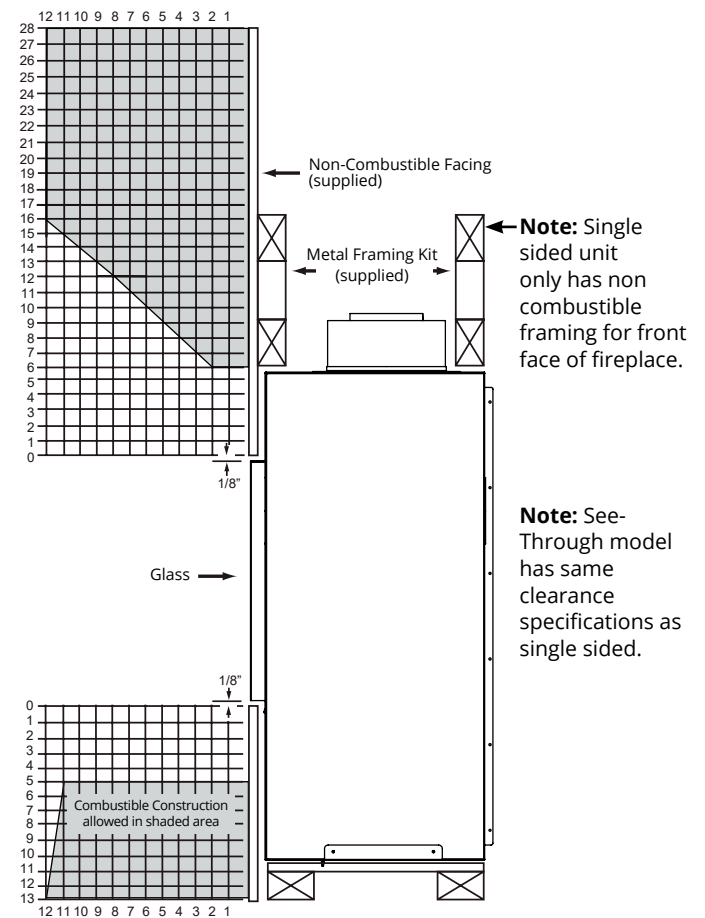 12 11 10 9 8 7 6 5 4 3 2 1
28
27
26
25
24
23
22
21
20
19
18
17
16
15
14
13
12
11
10
9
8
7
6
5
4
3
2
1
0
Non-Combustible Facing
(supplied)
Metal Framing Kit
(supplied)
Note: Single
sided unit
only has non
combustible
framing for front
face of fireplace.
1/8"
Glass
Note: See-
Through model
has same
clearance
specifications as
single sided.
1/8"
0
1
2
3
4
5
6
7
8
9
10
11
12
13
Combustible Construction
allowed in shaded area
12 11 10 9 8 7 6 5 4 3 2 1